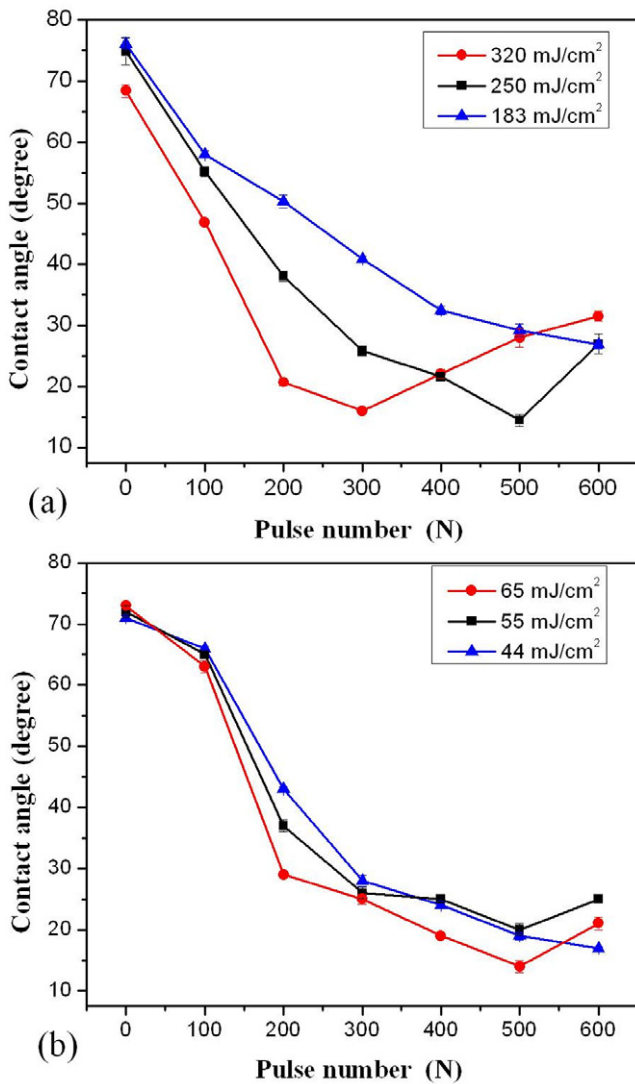 80
70
60
50
40
30
20
10
Contact angle (degree)
320 mJ/cm²
250 mJ/cm²
183 mJ/cm²
0 100 200 300 400 500 600
(a)
Pulse number (N)
80
70
60
50
40
30
20
10
Contact angle (degree)
65 mJ/cm²
55 mJ/cm²
44 mJ/cm²
0 100 200 300 400 500 600
(b)
Pulse number (N)